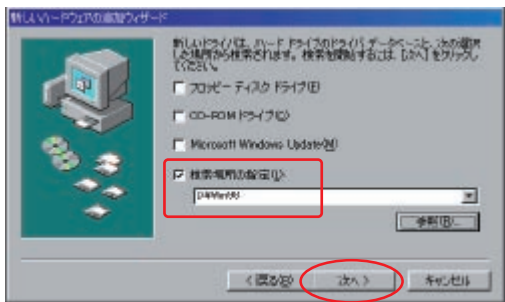 新しいハードウェアの追加ウィザード
新しいドライバは、ハード ドライブのドライバ データベースと、次の選択
した場所から検索されます。検索を開始するには、[次へ] をクリックし
てください。
フロッピー ディスク ドライブ(F)
CD-ROM ドライブ(C)
Microsoft Windows Update(M)
検索場所の指定(L)
参照(R)...
< 戻る(B)
次へ >
キャンセル